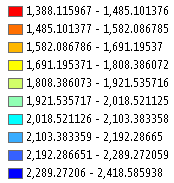 1,388.115967 - 1,485.101376
1,485.101377 - 1,582.086785
1,582.086786 - 1,691.19537
1,691.195371 - 1,808.386072
1,808.386073 - 1,921.535716
1,921.535717 - 2,018.521125
2,018.521126 - 2,103.383358
2,103.383359 - 2,192.28665
2,192.286651 - 2,289.272059
2,289.27206 - 2,418.585938